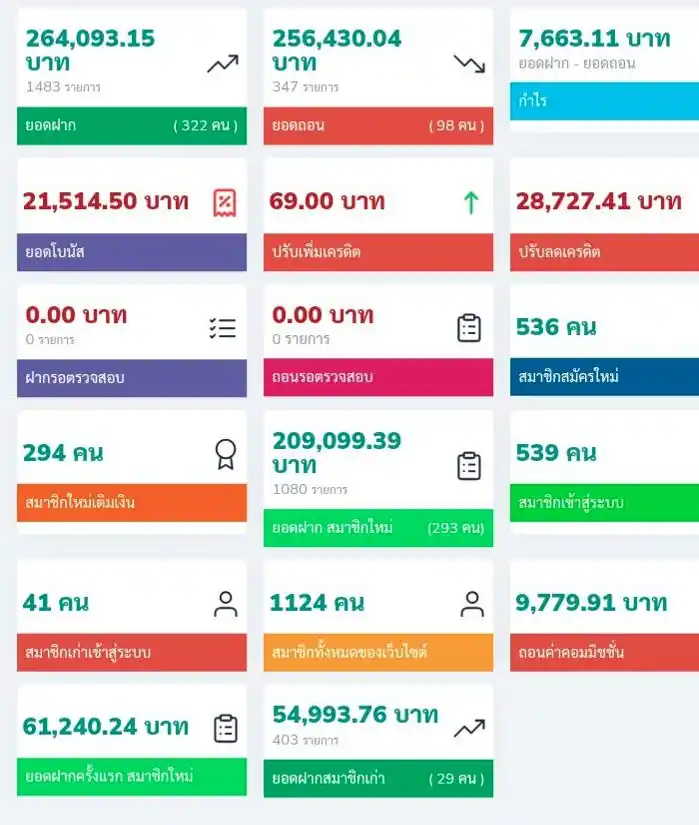 264,093.15
บาท
1483 รายการ
ยอดฝาก ( 322 คน )
256,430.04
บาท
347 รายการ
ยอดถอน ( 98 คน )
7,663.11 บาท
ยอดฝาก - ยอดถอน
กำไร
21,514.50 บาท
ยอดโบนัส
69.00 บาท
ปรับเพิ่มเครดิต
28,727.41 บาท
ปรับลดเครดิต
0.00 บาท
0 รายการ
ฝากรอตรวจสอบ
0.00 บาท
0 รายการ
ถอนรอตรวจสอบ
536 คน
สมาชิกสมัครใหม่
294 คน
สมาชิกใหม่เติมเงิน
209,099.39
บาท
1080 รายการ
ยอดฝาก สมาชิกใหม่ (293 คน)
539 คน
สมาชิกเข้าสู่ระบบ
41 คน
สมาชิกเก่าเข้าสู่ระบบ
1124 คน
สมาชิกทั้งหมดของเว็บไซต์
9,779.91 บาท
ถอนค่าคอมมิชชั่น
61,240.24 บาท
ยอดฝากครั้งแรก สมาชิกใหม่
54,993.76 บาท
403 รายการ
ยอดฝากสมาชิกเก่า ( 29 คน )